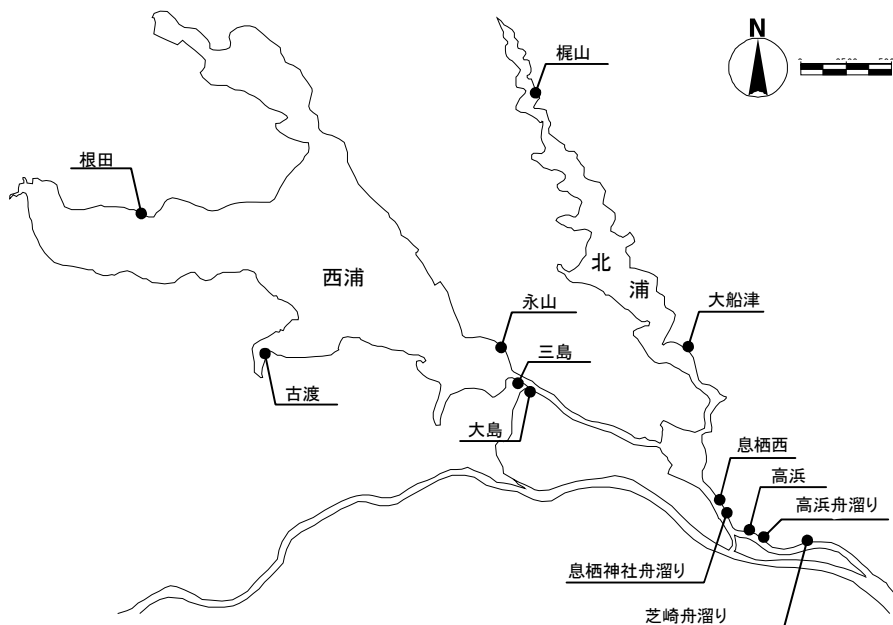 N
梶山
根田
北
浦
西浦
永山
大船津
三島
古渡
大島
息栖西
高浜
高浜舟溜り
息栖神社舟溜り
芝崎舟溜り